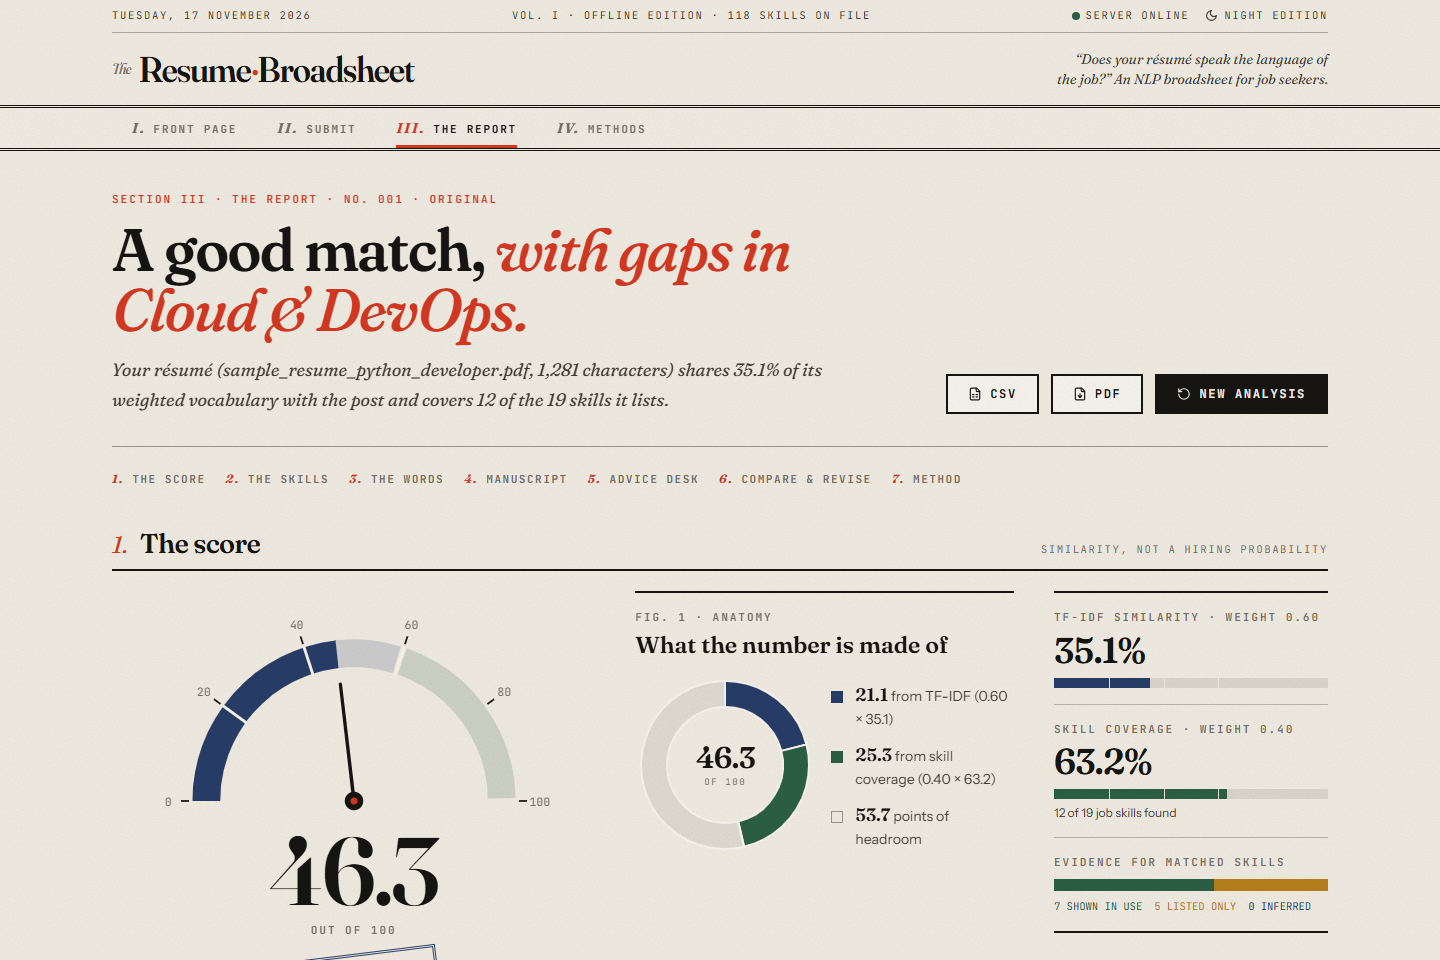 TUESDAY, 17 NOVEMBER 2026
VOL. I · OFFLINE EDITION · 118 SKILLS ON FILE
SERVER ONLINE
NIGHT EDITION
The Resume·Broadsheet
“Does your résumé speak the language of
the job?” An NLP broadsheet for job seekers.
I. FRONT PAGE
II. SUBMIT
III. THE REPORT
IV. METHODS
SECTION III · THE REPORT · NO. 001 · ORIGINAL
A good match, with gaps in
Cloud & DevOps.
Your résumé (sample_resume_python_developer.pdf, 1,281 characters) shares 35.1% of its
weighted vocabulary with the post and covers 12 of the 19 skills it lists.
CSV
PDF
NEW ANALYSIS
1. THE SCORE
2. THE SKILLS
3. THE WORDS
4. MANUSCRIPT
5. ADVICE DESK
6. COMPARE & REVISE
7. METHOD
1. The score
SIMILARITY, NOT A HIRING PROBABILITY
0
20
40
60
80
100
46.3
OUT OF 100
FIG. 1 · ANATOMY
What the number is made of
46.3
OF 100
21.1 from TF-IDF (0.60
× 35.1)
25.3 from skill
coverage (0.40 × 63.2)
53.7 points of
headroom
TF-IDF SIMILARITY · WEIGHT 0.60
35.1%
SKILL COVERAGE · WEIGHT 0.40
63.2%
12 of 19 job skills found
EVIDENCE FOR MATCHED SKILLS
7 SHOWN IN USE
5 LISTED ONLY
0 INFERRED